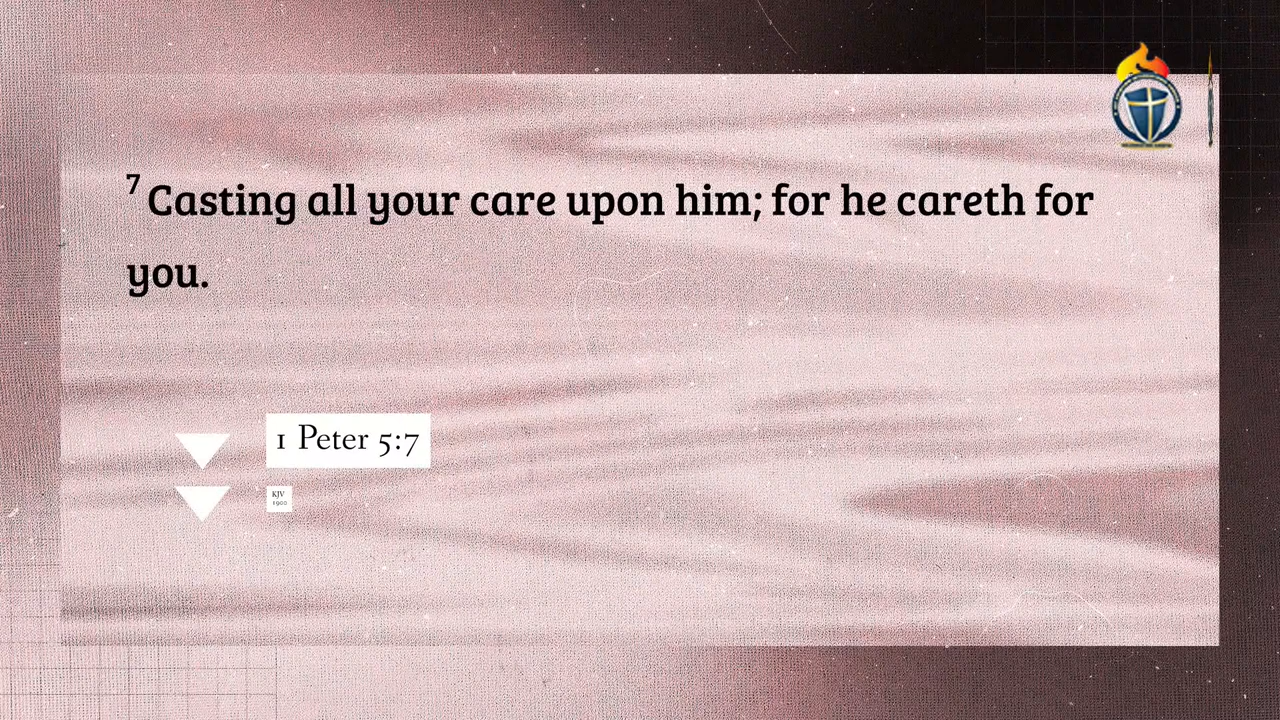 7 Casting all your care upon him; for he careth for
you.
1 Peter 5:7
KJV
1900